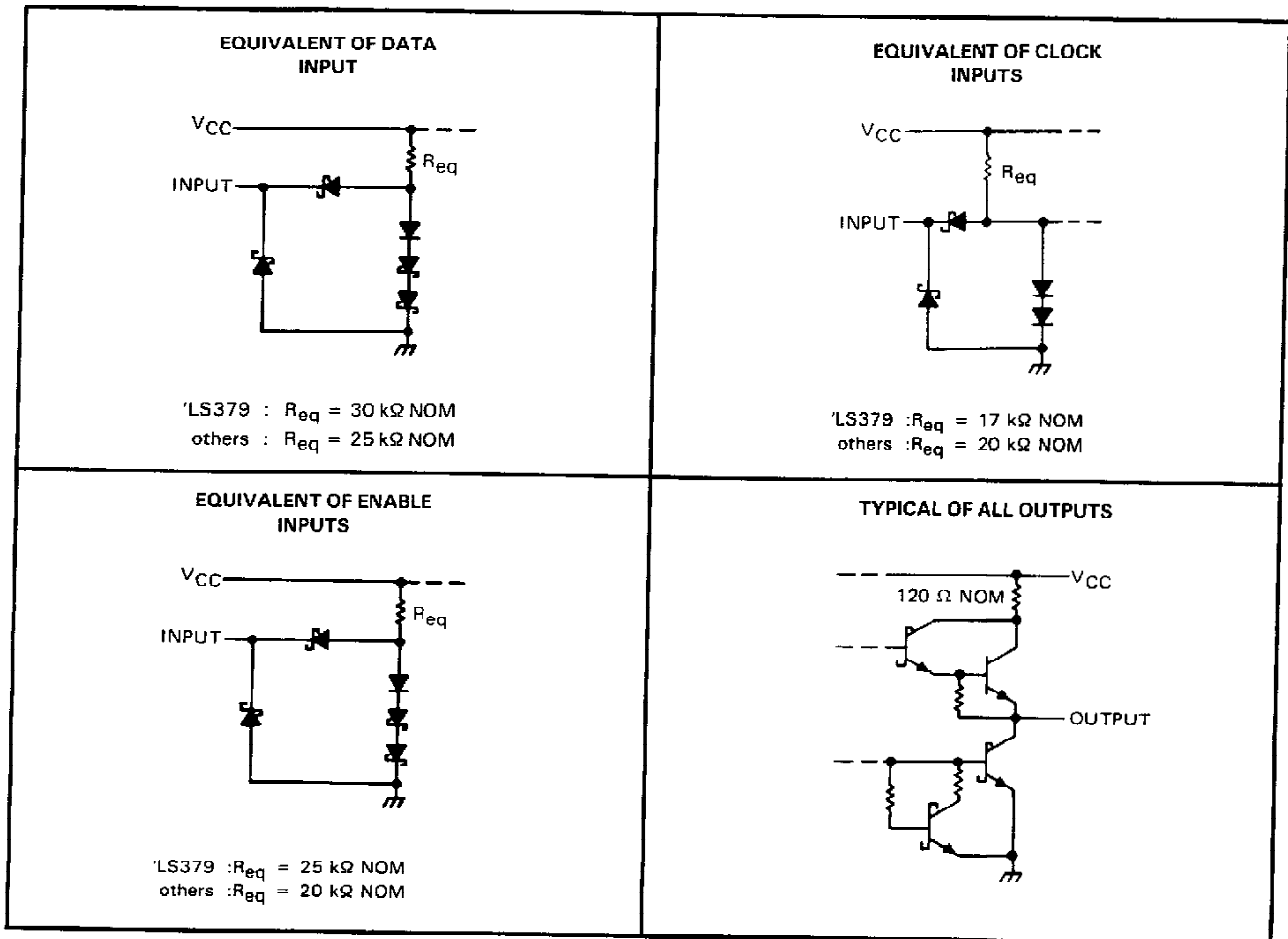 EQUIVALENT OF DATA
INPUT
VCC
Req
INPUT
'LS379 : Req = 30 kΩ NOM
others : Req = 25 kΩ NOM
EQUIVALENT OF CLOCK
INPUTS
VCC
Req
INPUT
'LS379 :Req = 17 kΩ NOM
others :Req = 20 kΩ NOM
EQUIVALENT OF ENABLE
INPUTS
VCC
Req
INPUT
'LS379 :Req = 25 kΩ NOM
others :Req = 20 kΩ NOM
TYPICAL OF ALL OUTPUTS
VCC
120 Ω NOM
OUTPUT